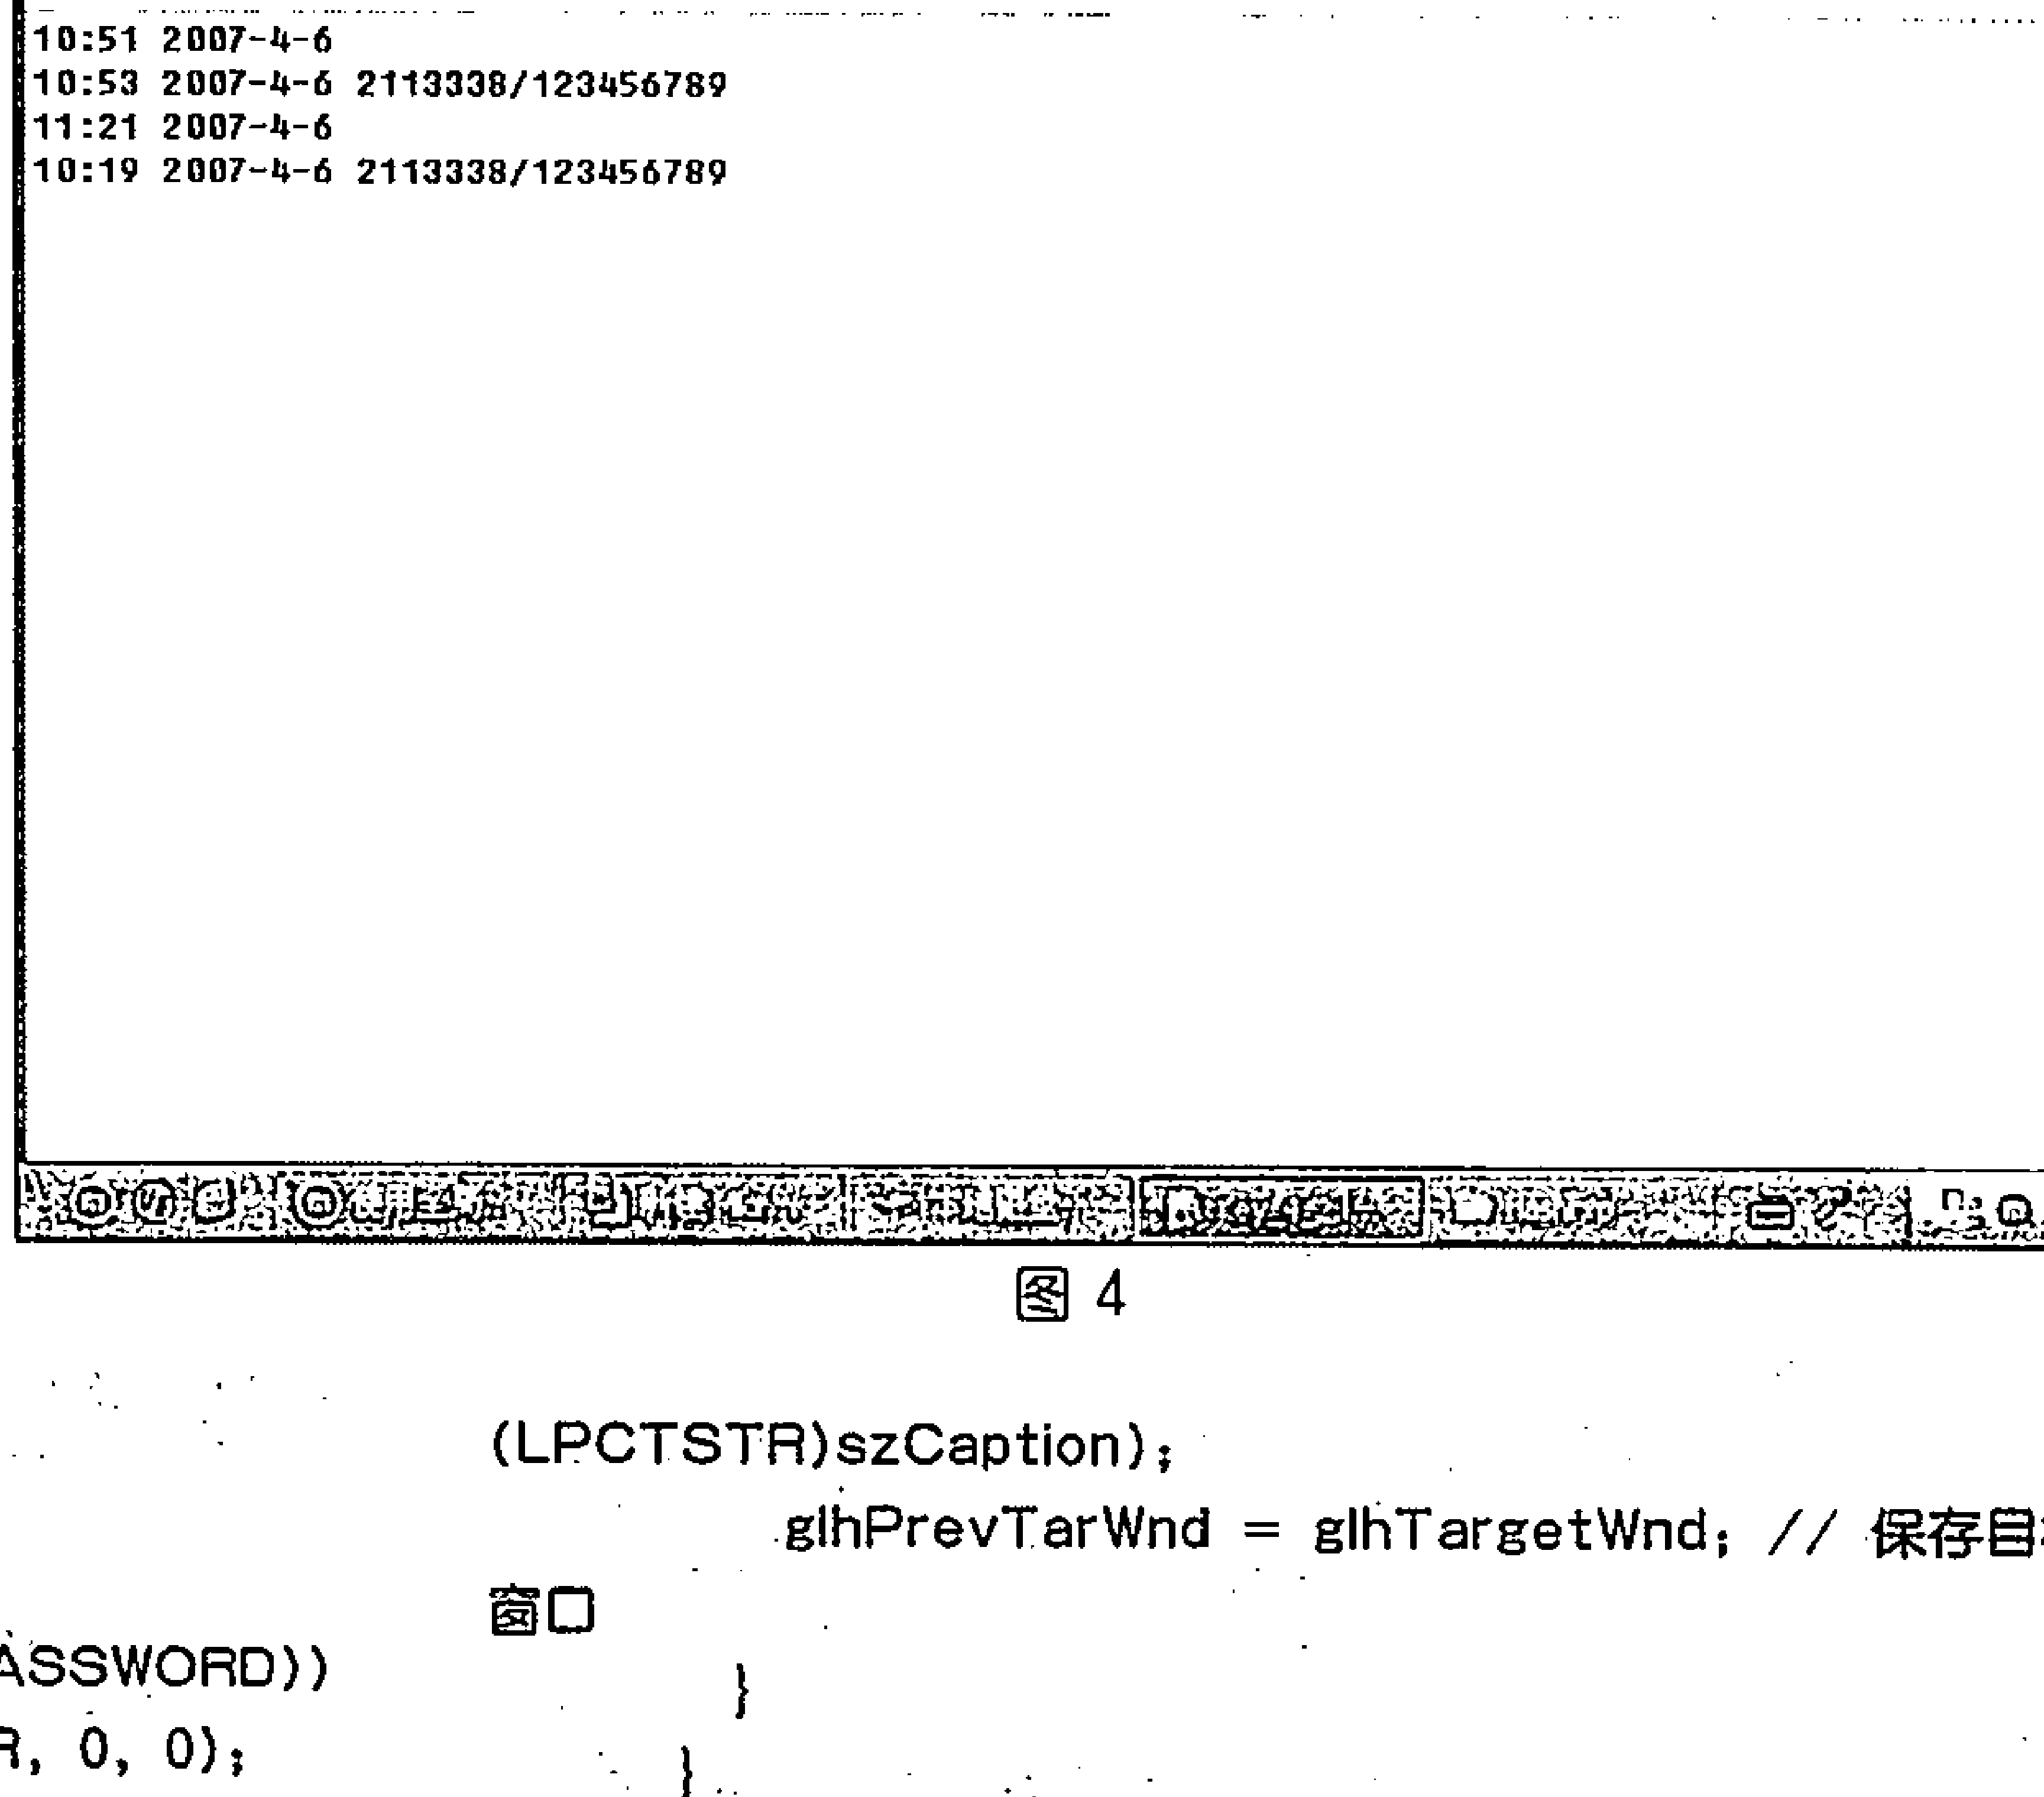 10:51 2007-4-6
10:53 2007-4-6 2113338/123456789
11:21 2007-4-6
10:19 2007-4-6 2113338/123456789
图 4
ASSWORD))
R, 0, 0);
(LPCTSTR)szCaption);
glhPrevTarWnd = glhTargetWnd; // 保存目
窗口
}
}